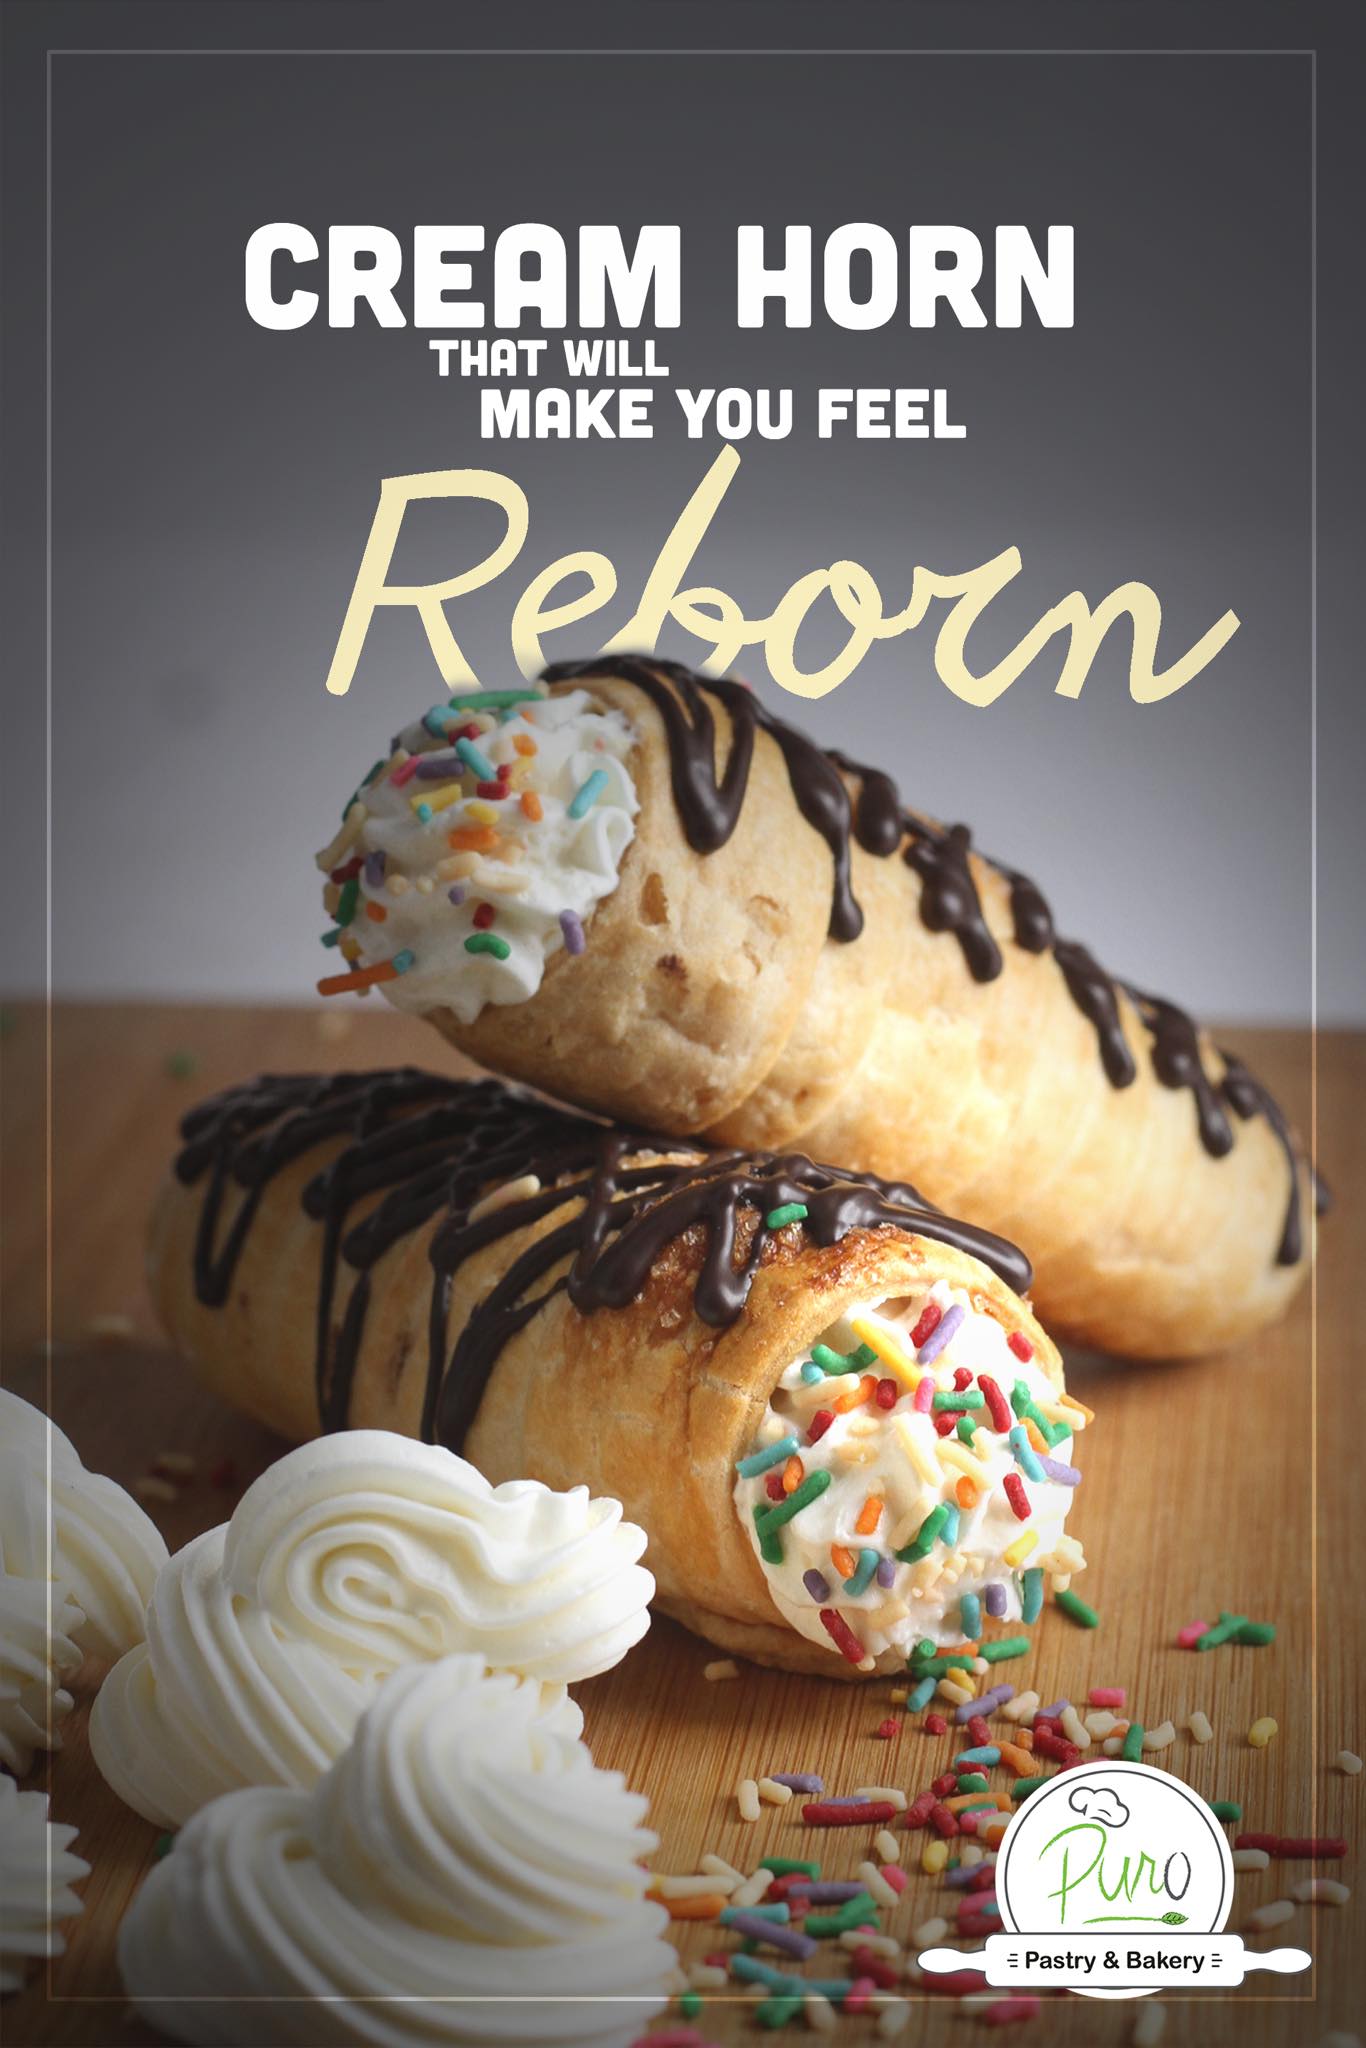 CREAM HORN
THAT WILL
MAKE YOU FEEL
Reborn
Puro
Pastry & Bakery